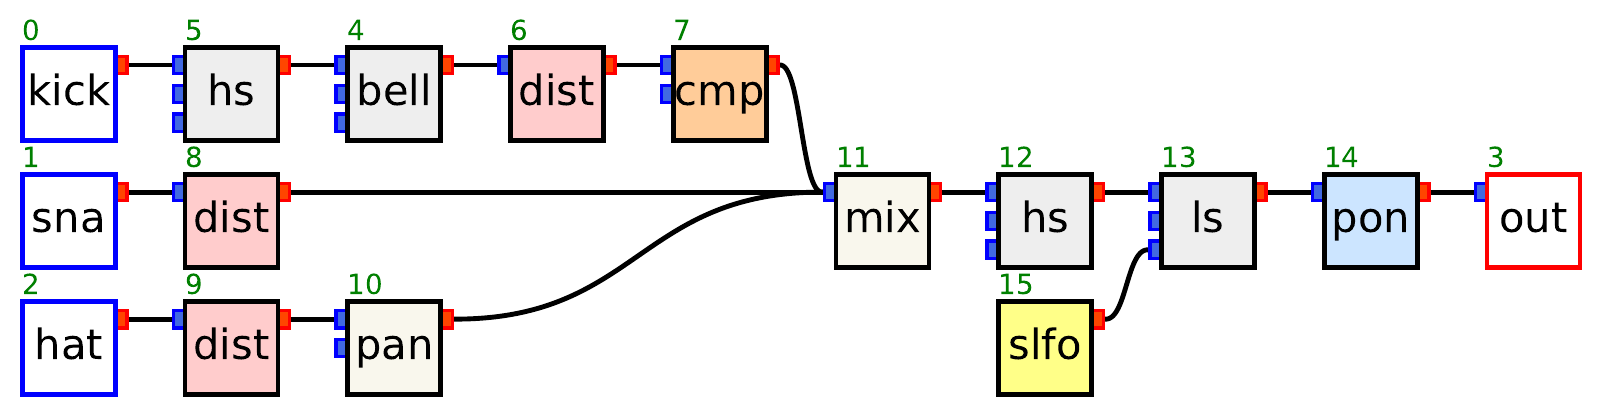 0 5 4 6 7
kick hs bell dist cmp
1 8 11 12 13 14 3
sna dist mix hs ls pon out
2 9 10 15
hat dist pan slfo